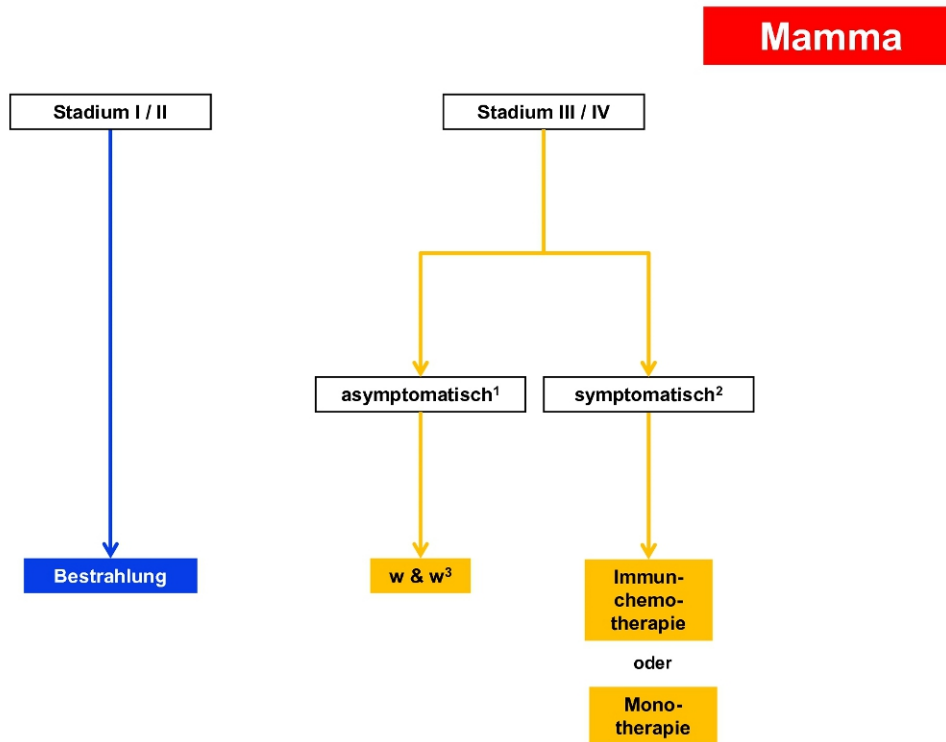 Mamma
Stadium I / II
Stadium III / IV
asymptomatisch¹
symptomatisch²
Bestrahlung
w & w³
Immun-
chemo-
therapie
oder
Mono-
therapie